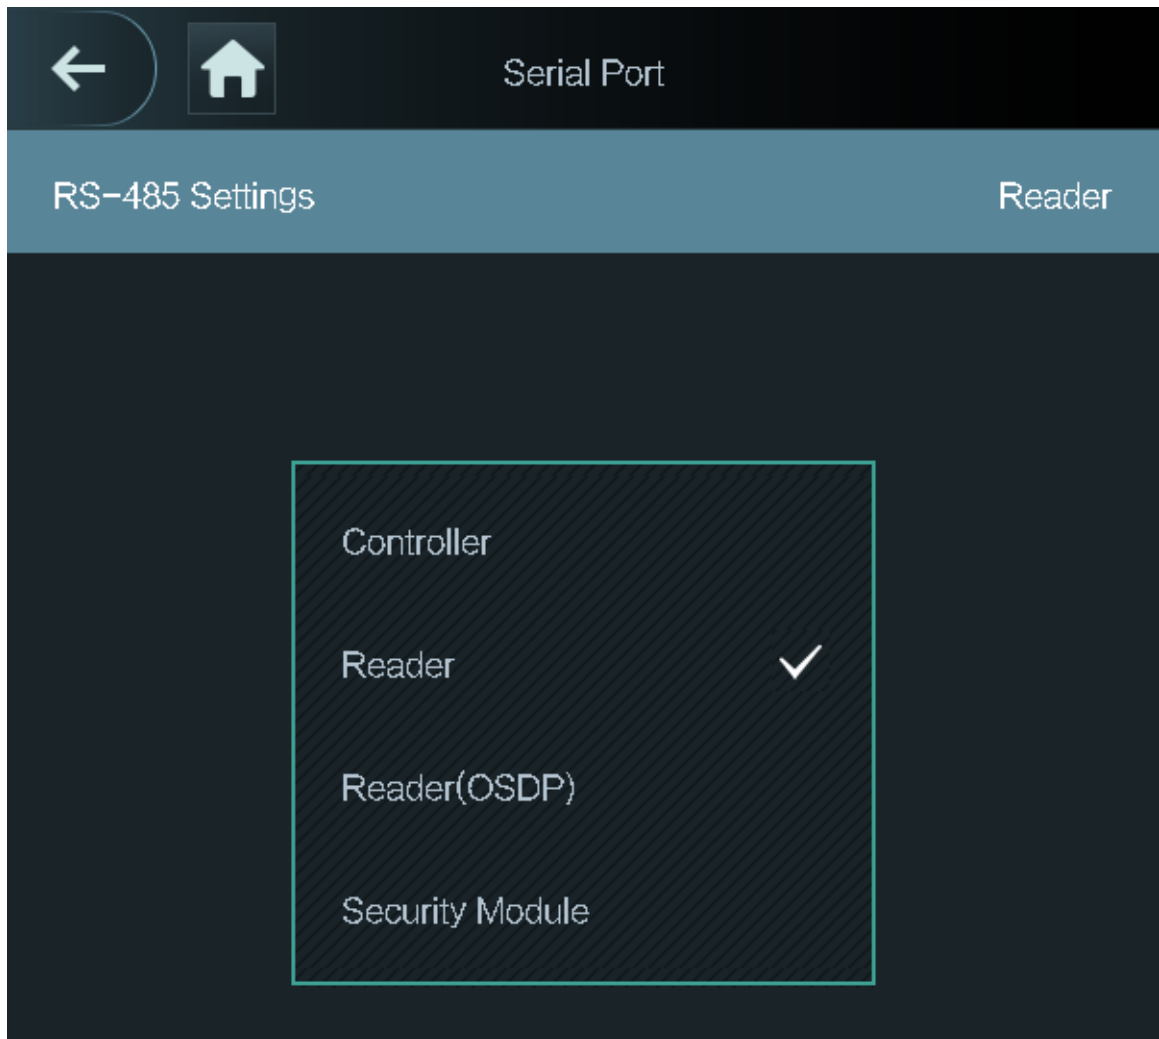 Serial Port
RS-485 Settings Reader
Controller
Reader
Reader(OSDP)
Security Module